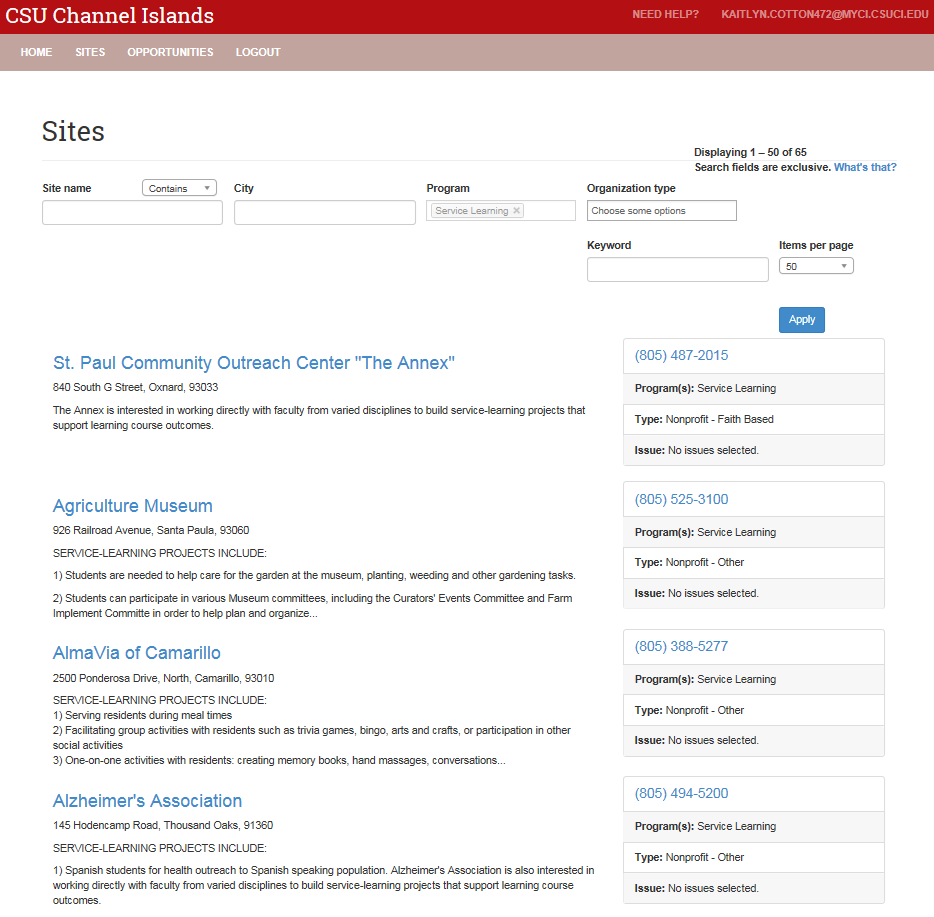 CSU Channel Islands
NEED HELP? KAITLYN.COTTON472@MYCI.CSUCI.EDU
HOME SITES OPPORTUNITIES LOGOUT
Sites
Displaying 1 – 50 of 65
Search fields are exclusive. What's that?
Site name Contains City Program Organization type
Service Learning Choose some options
Keyword Items per page
50
Apply
St. Paul Community Outreach Center "The Annex"
840 South G Street, Oxnard, 93033
The Annex is interested in working directly with faculty from varied disciplines to build service-learning projects that
support learning course outcomes.
(805) 487-2015
Program(s): Service Learning
Type: Nonprofit - Faith Based
Issue: No issues selected.
Agriculture Museum
926 Railroad Avenue, Santa Paula, 93060
SERVICE-LEARNING PROJECTS INCLUDE:
1) Students are needed to help care for the garden at the museum, planting, weeding and other gardening tasks.
2) Students can participate in various Museum committees, including the Curators' Events Committee and Farm
Implement Committe in order to help plan and organize...
(805) 525-3100
Program(s): Service Learning
Type: Nonprofit - Other
Issue: No issues selected.
AlmaVia of Camarillo
2500 Ponderosa Drive, North, Camarillo, 93010
SERVICE-LEARNING PROJECTS INCLUDE:
1) Serving residents during meal times
2) Facilitating group activities with residents such as trivia games, bingo, arts and crafts, or participation in other
social activities
3) One-on-one activities with residents: creating memory books, hand massages, conversations...
(805) 388-5277
Program(s): Service Learning
Type: Nonprofit - Other
Issue: No issues selected.
Alzheimer's Association
145 Hodencamp Road, Thousand Oaks, 91360
SERVICE-LEARNING PROJECTS INCLUDE:
1) Spanish students for health outreach to Spanish speaking population. Alzheimer's Association is also interested in
working directly with faculty from varied disciplines to build service-learning projects that support learning course
outcomes.
(805) 494-5200
Program(s): Service Learning
Type: Nonprofit - Other
Issue: No issues selected.